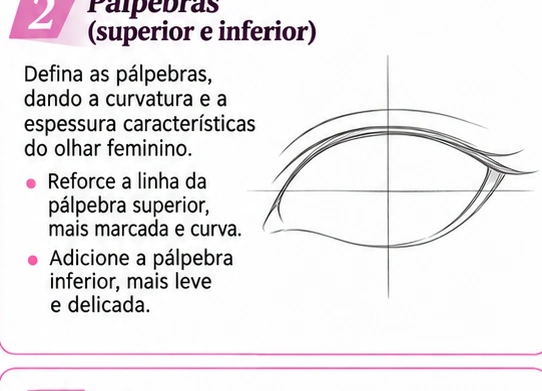 2
Pálpebras
(superior e inferior)
Defina as pálpebras,
dando a curvatura e a
espessura características
do olhar feminino.
Reforce a linha da
pálpebra superior,
mais marcada e curva.
Adicione a pálpebra
inferior, mais leve
e delicada.